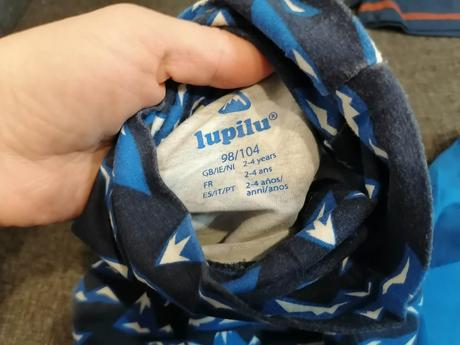 lupilu®
98/104
GB/IE/NI 2-4 years
FR 2-4 ans
ES/IT/PT 2-4 años/
anni/anos